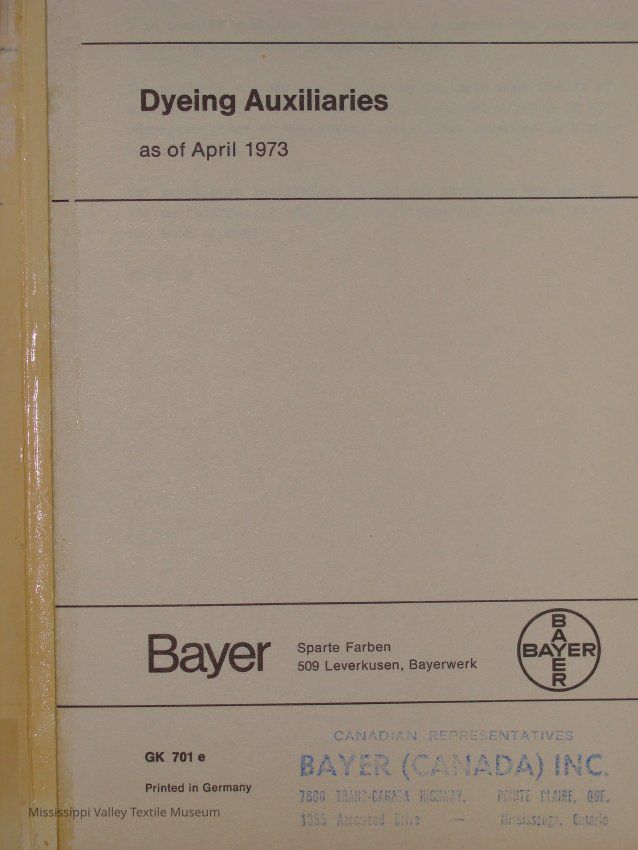 Dyeing Auxiliaries
as of April 1973
Bayer
Sparte Farben
509 Leverkusen, Bayerwerk
BAYER
BAYER
GK 701 e
Printed in Germany
CANADIAN REPRESENTATIVES
BAYER (CANADA) INC.
7600 TRANS-CANADA HIGHWAY, POINTE CLAIRE, QUE.
Drive — Mississauga, Ontario
Mississippi Valley Textile Museum